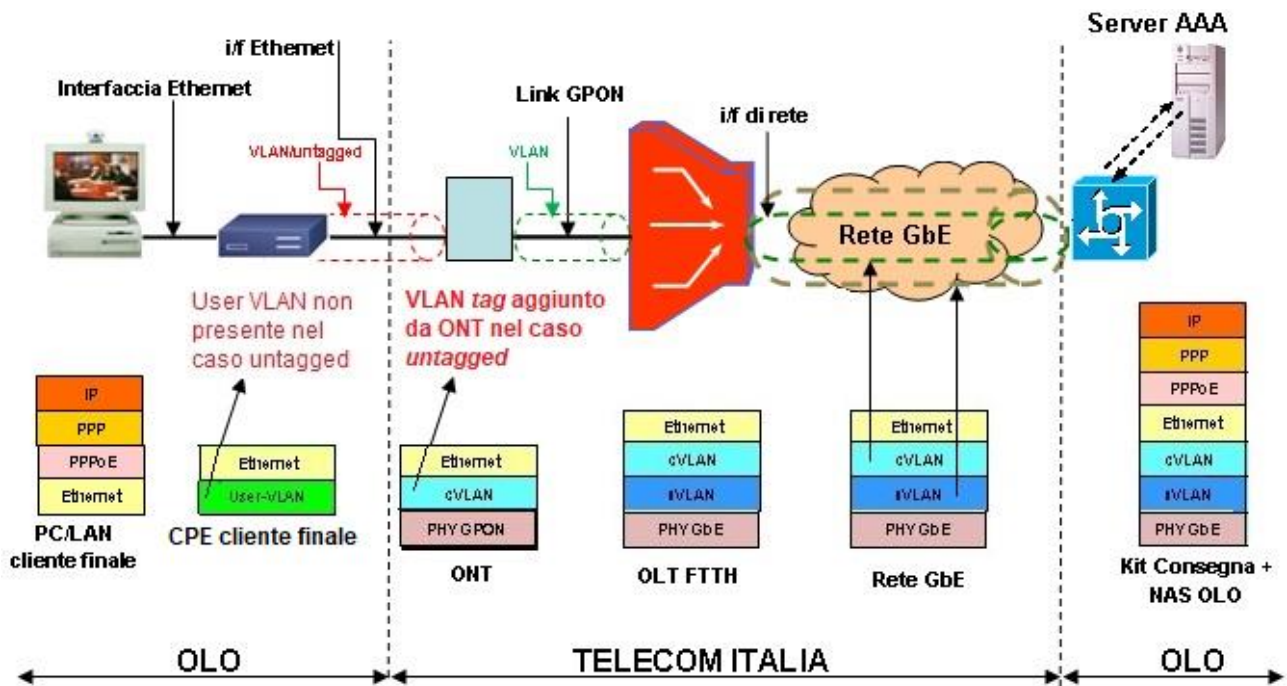 Server AAA
i/f Ethernet
Interfaccia Ethernet
Link GPON
i/f di rete
VLAN/untagged
VLAN
Rete GbE
User VLAN non
presente nel
caso untagged
VLAN tag aggiunto
da ONT nel caso
untagged
IP
PPP
PPPoE
Ethernet
PC/LAN
cliente finale
Ethernet
User-VLAN
CPE cliente finale
Ethernet
cVLAN
PHY GPON
ONT
Ethernet
cVLAN
sVLAN
PHY GbE
OLT FTTH
Ethernet
cVLAN
sVLAN
PHY GbE
Rete GbE
IP
PPP
PPPoE
Ethernet
cVLAN
sVLAN
PHY GbE
Kit Consegna +
NAS OLO
OLO
TELECOM ITALIA
OLO